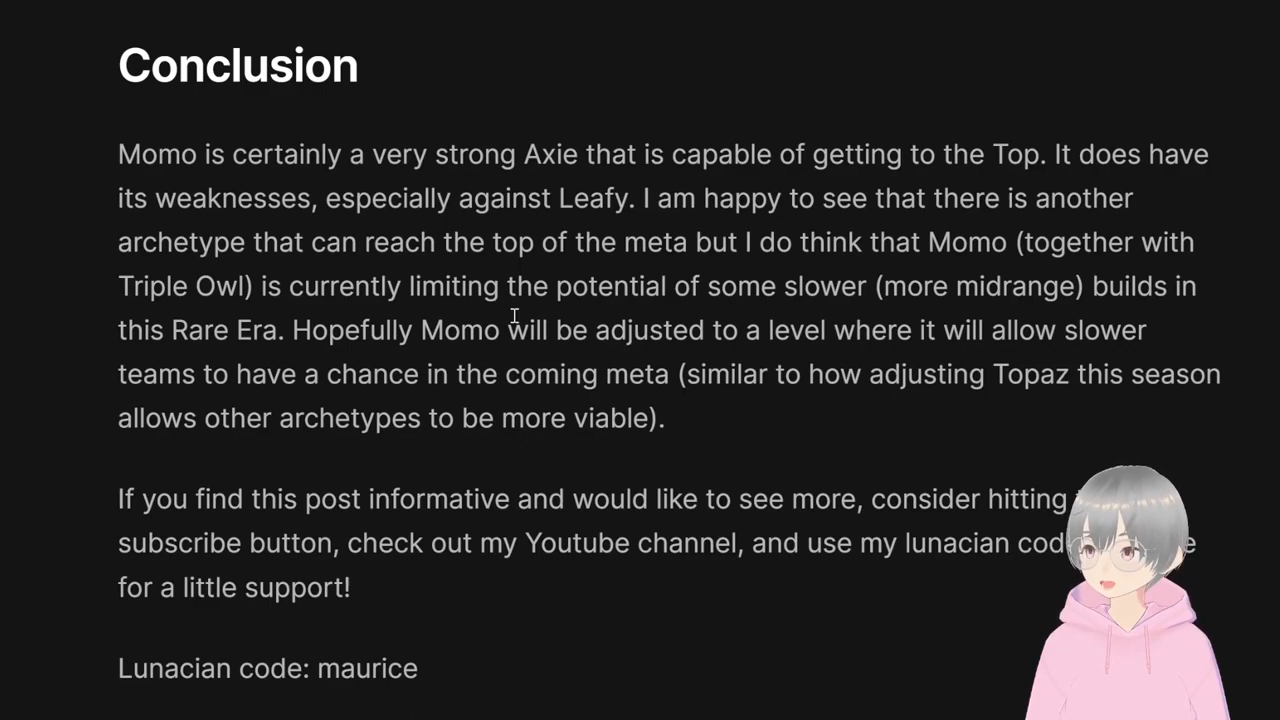 Conclusion
Momo is certainly a very strong Axie that is capable of getting to the Top. It does have
its weaknesses, especially against Leafy. I am happy to see that there is another
archetype that can reach the top of the meta but I do think that Momo (together with
Triple Owl) is currently limiting the potential of some slower (more midrange) builds in
this Rare Era. Hopefully Momo will be adjusted to a level where it will allow slower
teams to have a chance in the coming meta (similar to how adjusting Topaz this season
allows other archetypes to be more viable).
If you find this post informative and would like to see more, consider hitting
subscribe button, check out my Youtube channel, and use my lunacian
for a little support!
Lunacian code: maurice